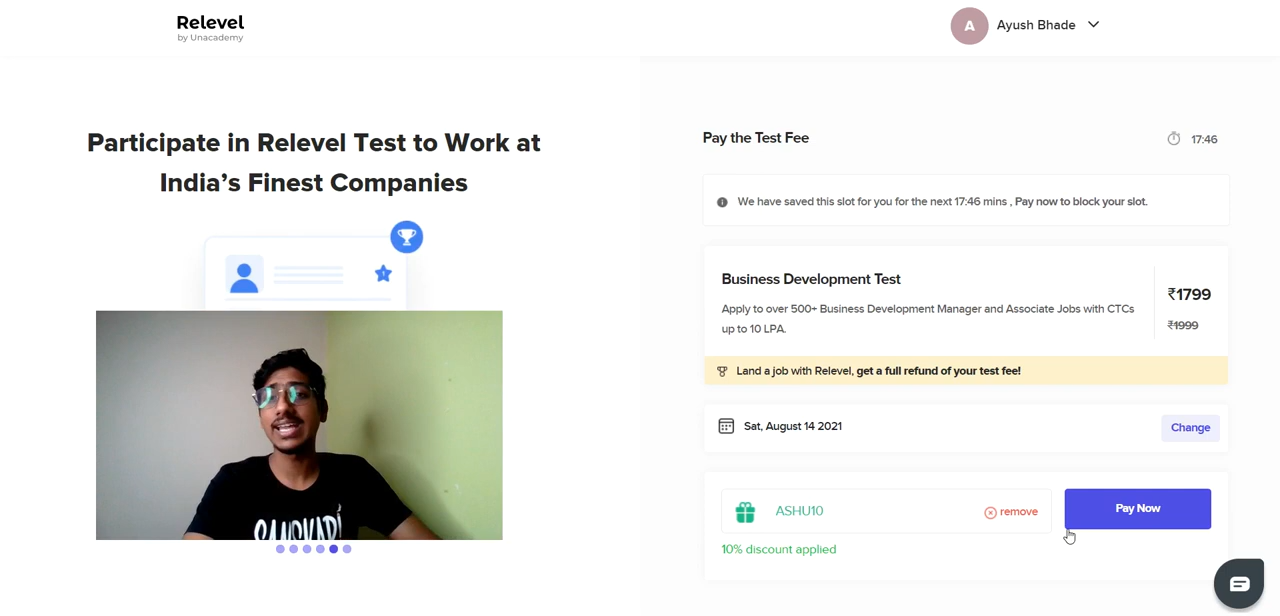 Relevel
by Unacademy
A
Ayush Bhade
Participate in Relevel Test to Work at
India's Finest Companies
Pay the Test Fee
17:46
We have saved this slot for you for the next 17:46 mins , Pay now to block your slot.
Business Development Test
Apply to over 500+ Business Development Manager and Associate Jobs with CTCs
up to 10 LPA.
₹1799
₹1999
Land a job with Relevel, get a full refund of your test fee!
Sat, August 14 2021
Change
ASHU10
remove
Pay Now
10% discount applied